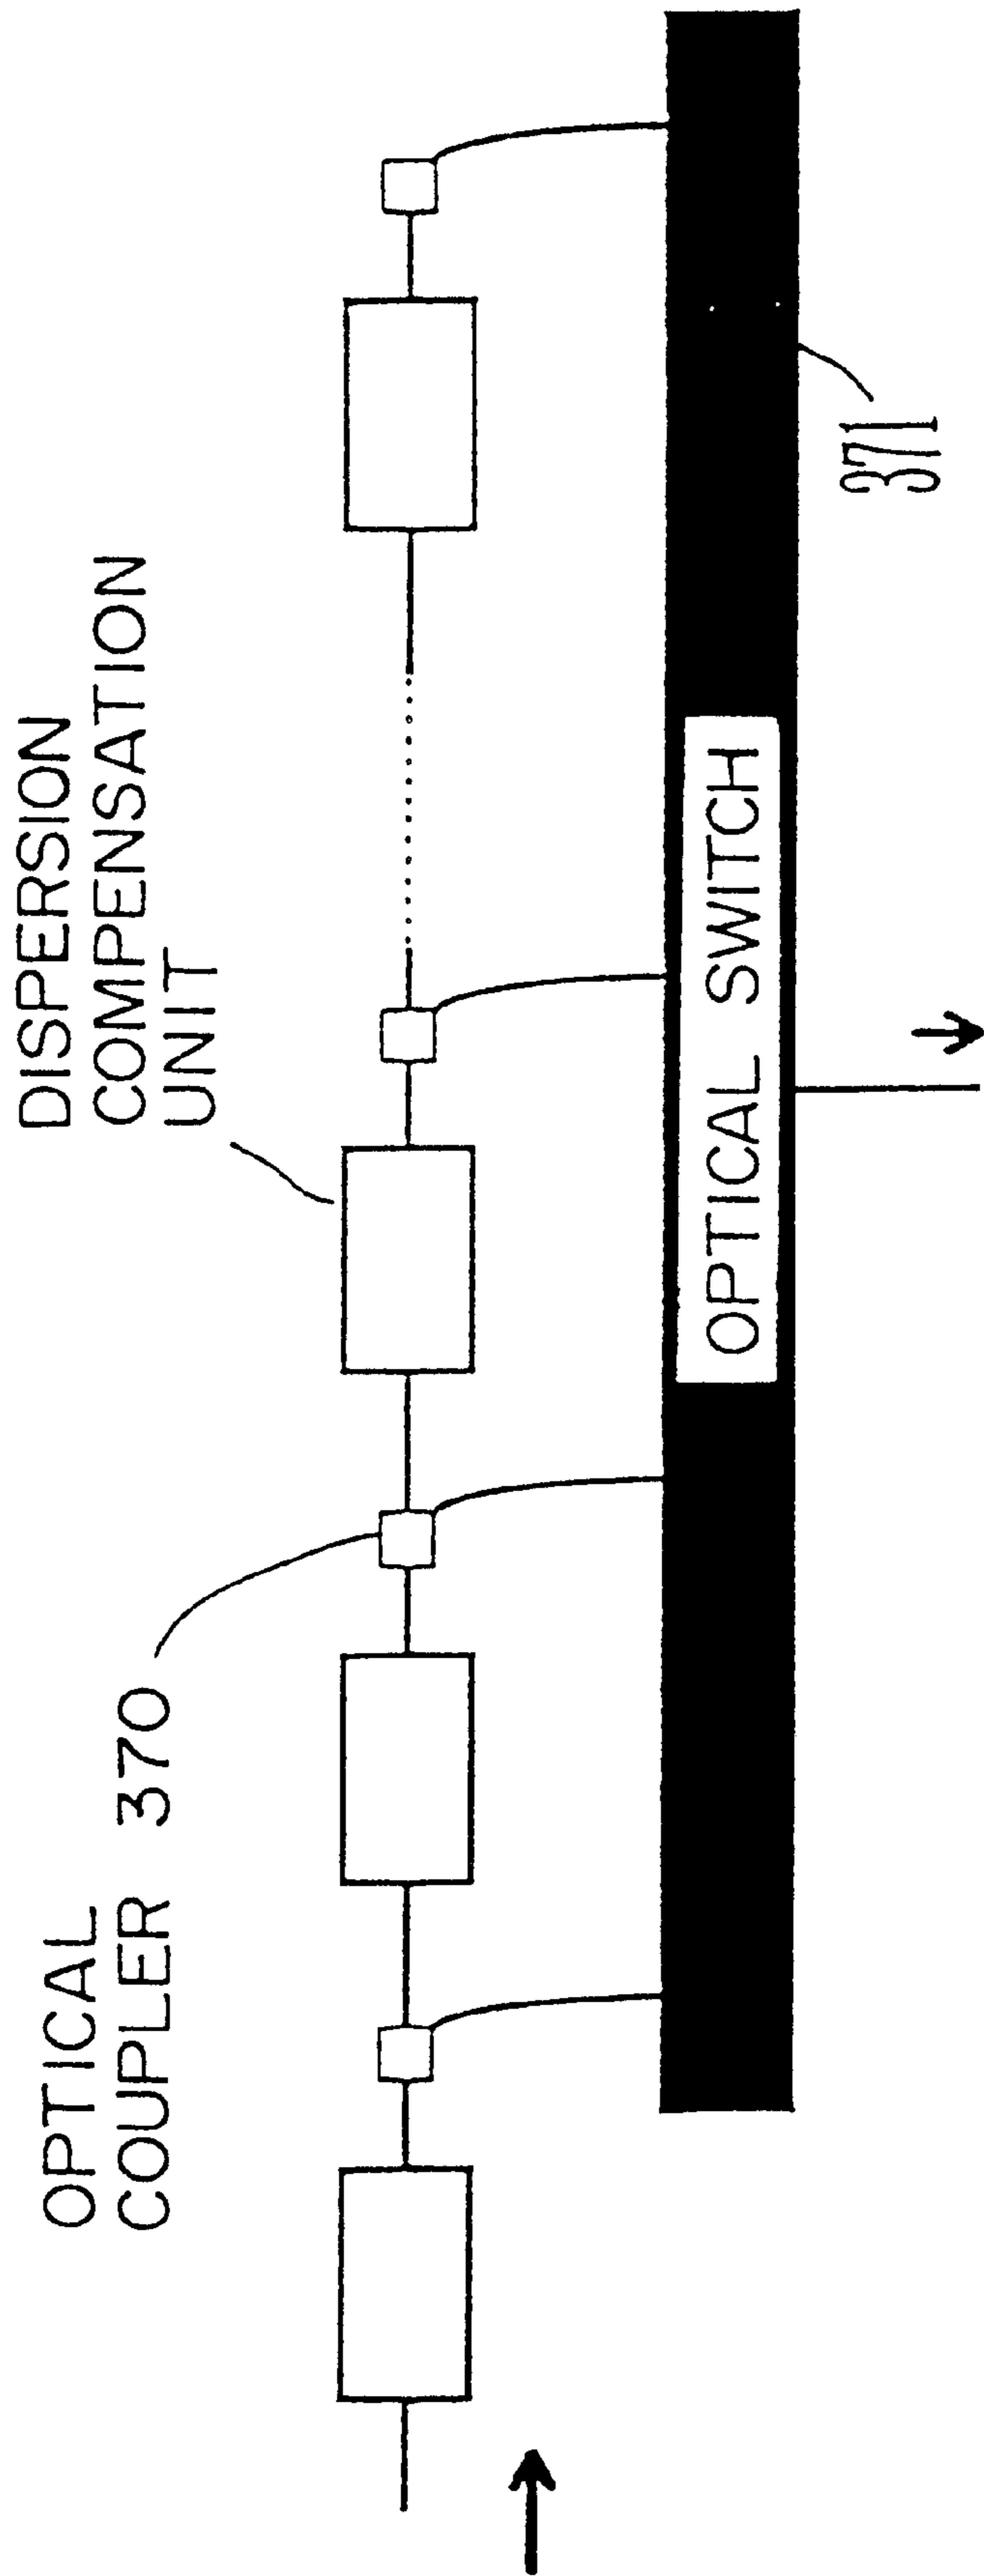 OPTICAL
COUPLER 370
DISPERSION
COMPENSATION
UNIT
OPTICAL SWITCH
371